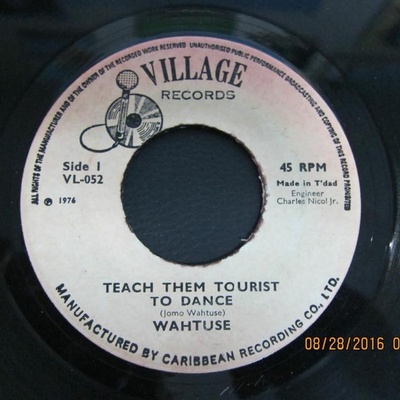 ALL RIGHTS OF THE MANUFACTURER AND OF THE OWNER OF THE RECORDED WORK RESERVED UNAUTHORISED PUBLIC PERFORMANCE BROADCASTING AND COPYING OF THIS RECORD PROHIBITED
VILLAGE
RECORDS
Side 1
VL-052
℗ 1976
45 RPM
Made in T'dad
Engineer
Charles Nicol Jr.
TEACH THEM TOURIST
TO DANCE
(Jomo Wahtuse)
WAHTUSE
MANUFACTURED BY CARIBBEAN RECORDING CO., LTD.
08/28/2016